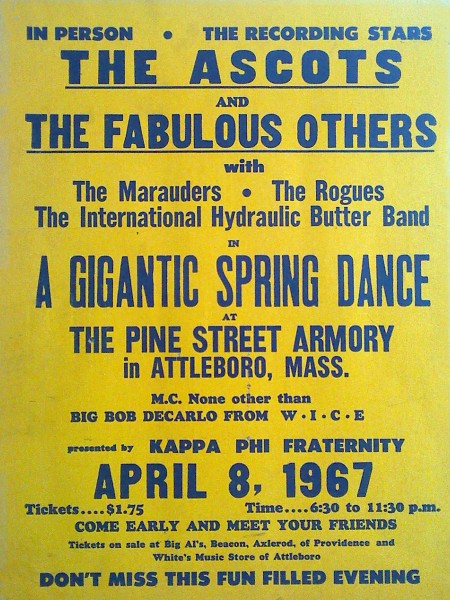 IN PERSON • THE RECORDING STARS
THE ASCOTS
AND
THE FABULOUS OTHERS
with
The Marauders • The Rogues
The International Hydraulic Butter Band
IN
A GIGANTIC SPRING DANCE
AT
THE PINE STREET ARMORY
in ATTLEBORO, MASS.
M.C. None other than
BIG BOB DECARLO FROM W·I·C·E
presented by KAPPA PHI FRATERNITY
APRIL 8, 1967
Tickets....$1.75 Time....6:30 to 11:30 p.m.
COME EARLY AND MEET YOUR FRIENDS
Tickets on sale at Big Al's, Beacon, Axlerod, of Providence and
White's Music Store of Attleboro
DON'T MISS THIS FUN FILLED EVENING